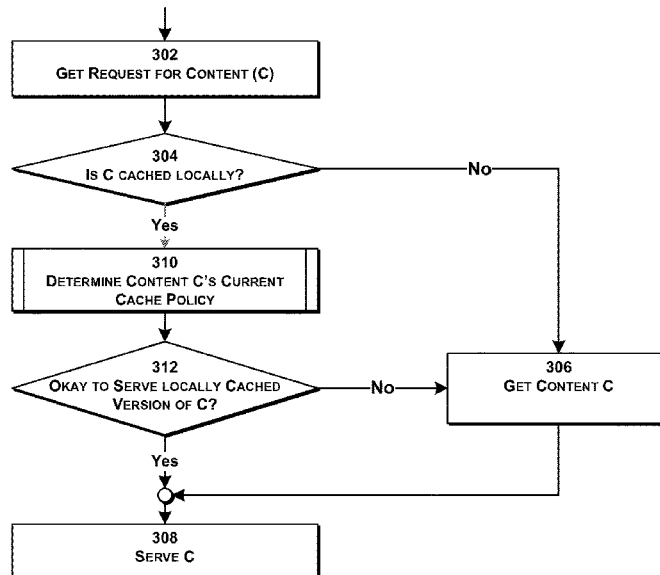 302
GET REQUEST FOR CONTENT (C)
304
IS C CACHED LOCALLY?
No
Yes
310
DETERMINE CONTENT C'S CURRENT
CACHE POLICY
312
OKAY TO SERVE LOCALLY CACHED
VERSION OF C?
No
306
GET CONTENT C
Yes
308
SERVE C